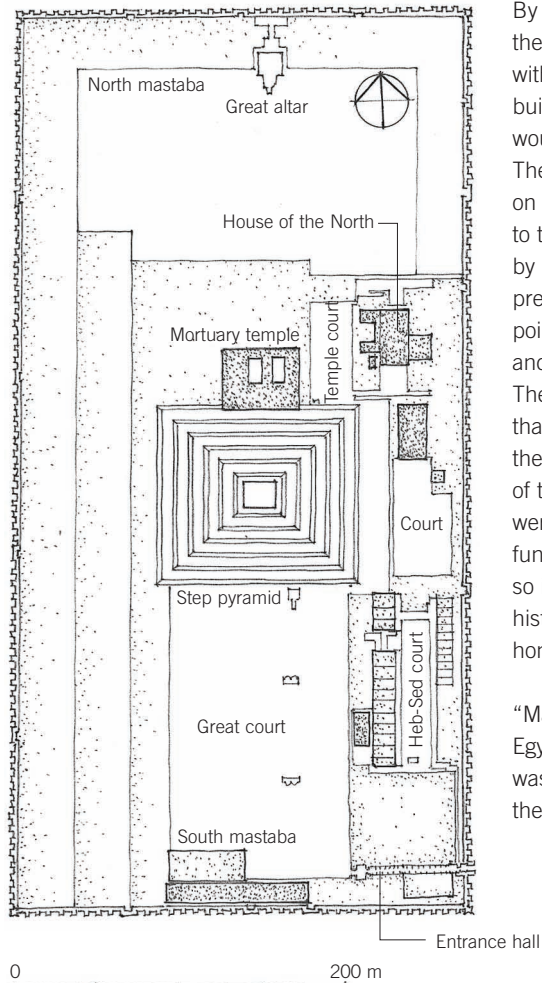 North mastaba
Great altar
House of the North
Mortuary temple
Temple court
Court
Step pyramid
Heb-Sed court
Great court
South mastaba
Entrance hall
0 200 m
By
the
with
buil
wou
The
on
to t
by
pre
poi
and
The
tha
the
of t
wer
fun
so
hist
hor
"Ma
Egy
was
the